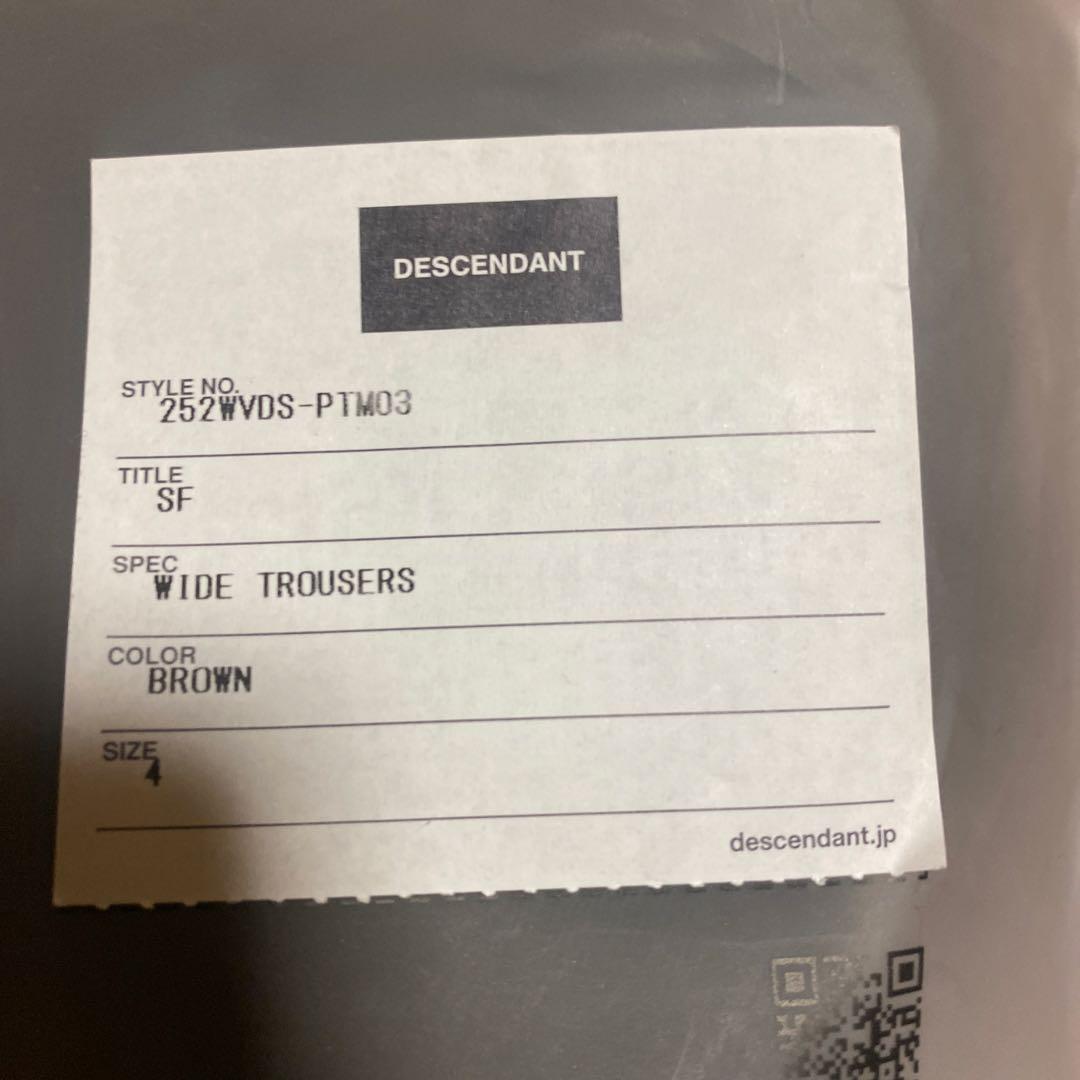 DESCENDANT
STYLE NO.
252WVDS-PTM03
TITLE
SF
SPEC
WIDE TROUSERS
COLOR
BROWN
SIZE
4
descendant.jp